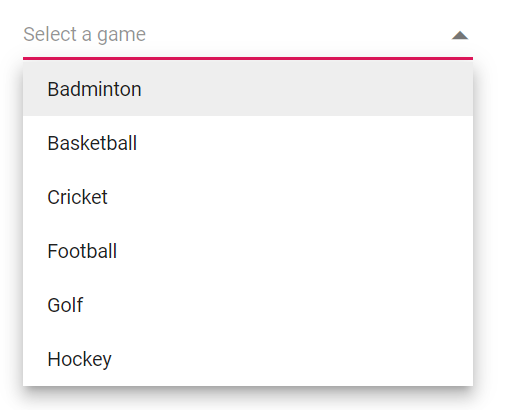 Select a game
Badminton
Basketball
Cricket
Football
Golf
Hockey